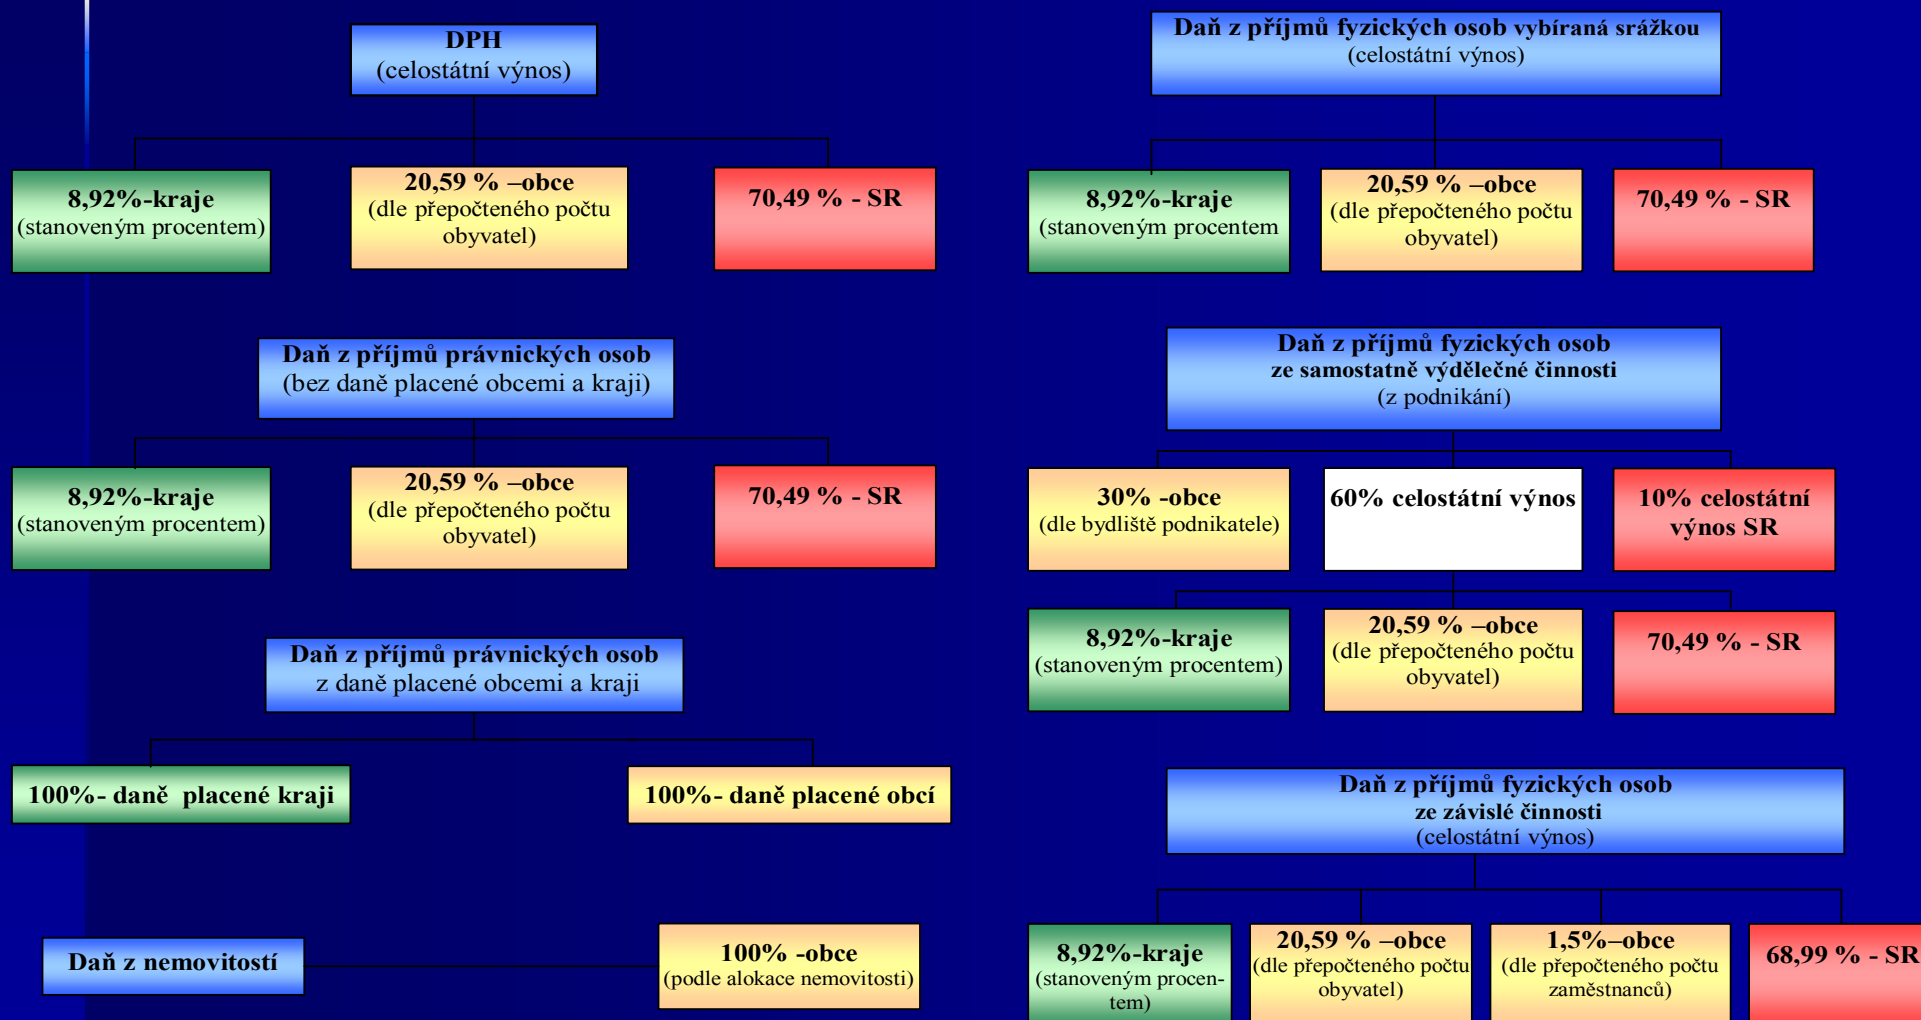 DPH
(celostátní výnos)
8,92%-kraje
(stanoveným procentem)
20,59 % –obce
(dle přepočteného počtu
obyvatel)
70,49 % - SR
Daň z příjmů právnických osob
(bez daně placené obcemi a kraji)
8,92%-kraje
(stanoveným procentem)
20,59 % –obce
(dle přepočteného počtu
obyvatel)
70,49 % - SR
Daň z příjmů právnických osob
z daně placené obcemi a kraji
100%- daně  placené kraji
100%- daně placené obcí
Daň z nemovitostí
100% -obce
(podle alokace nemovitosti)
Daň z příjmů fyzických osob vybíraná srážkou
(celostátní výnos)
8,92%-kraje
(stanoveným procentem
20,59 % –obce
(dle přepočteného počtu
obyvatel)
70,49 % - SR
Daň z příjmů fyzických osob
ze samostatně výdělečné činnosti
(z podnikání)
30% -obce
(dle bydliště podnikatele)
60% celostátní výnos
10% celostátní
výnos SR
8,92%-kraje
(stanoveným procentem)
20,59 % –obce
(dle přepočteného počtu
obyvatel)
70,49 % - SR
Daň z příjmů fyzických osob
ze závislé činnosti
(celostátní výnos)
8,92%-kraje
(stanoveným procen-
tem)
20,59 % –obce
(dle přepočteného počtu
obyvatel)
1,5%–obce
(dle přepočteného počtu
zaměstnanců)
68,99 % - SR